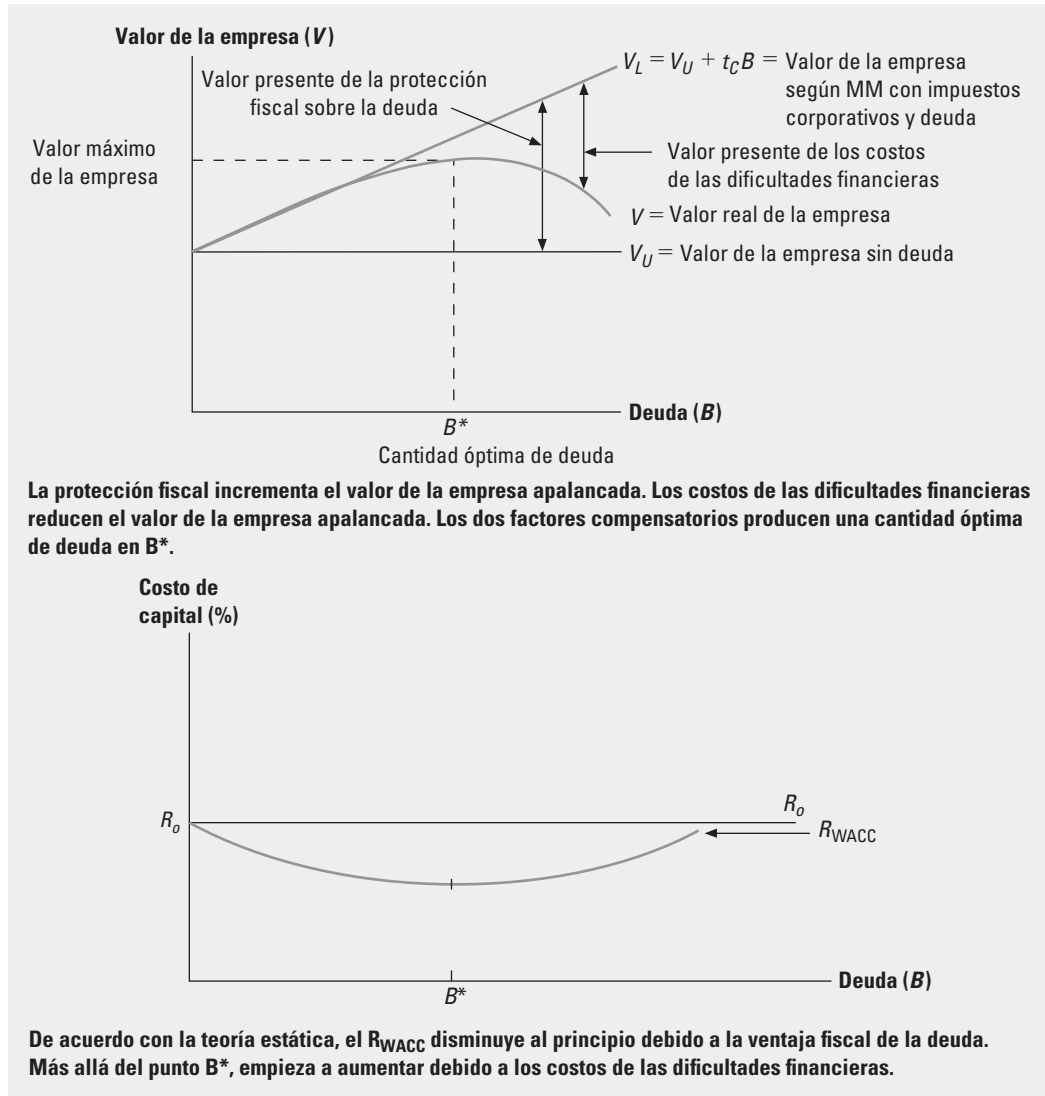 Valor de la empresa (V)
Valor presente de la protección
fiscal sobre la deuda
V_L = V_U + t_C B = Valor de la empresa
según MM con impuestos
corporativos y deuda
Valor máximo
de la empresa
Valor presente de los costos
de las dificultades financieras
V = Valor real de la empresa
V_U = Valor de la empresa sin deuda
Deuda (B)
B*
Cantidad óptima de deuda
La protección fiscal incrementa el valor de la empresa apalancada. Los costos de las dificultades financieras
reducen el valor de la empresa apalancada. Los dos factores compensatorios producen una cantidad óptima
de deuda en B*.
Costo de
capital (%)
R_o
R_o
R_WACC
Deuda (B)
B*
De acuerdo con la teoría estática, el R_WACC disminuye al principio debido a la ventaja fiscal de la deuda.
Más allá del punto B*, empieza a aumentar debido a los costos de las dificultades financieras.